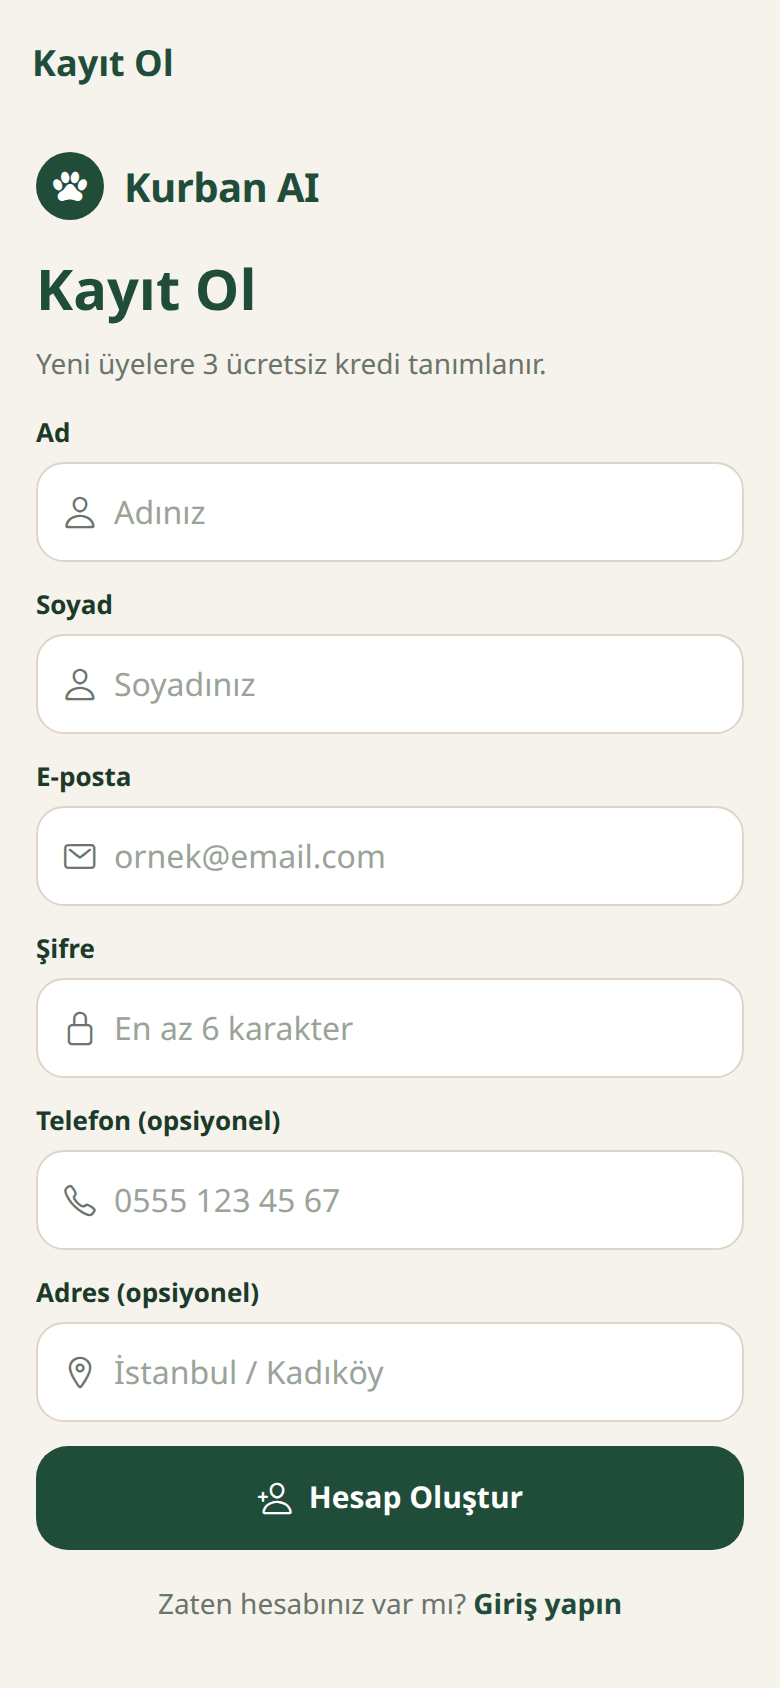 Kayıt Ol
Kurban AI
Kayıt Ol
Yeni üyelere 3 ücretsiz kredi tanımlanır.
Ad
Adınız
Soyad
Soyadınız
E-posta
ornek@email.com
Şifre
En az 6 karakter
Telefon (opsiyonel)
0555 123 45 67
Adres (opsiyonel)
İstanbul / Kadıköy
Hesap Oluştur
Zaten hesabınız var mı? Giriş yapın